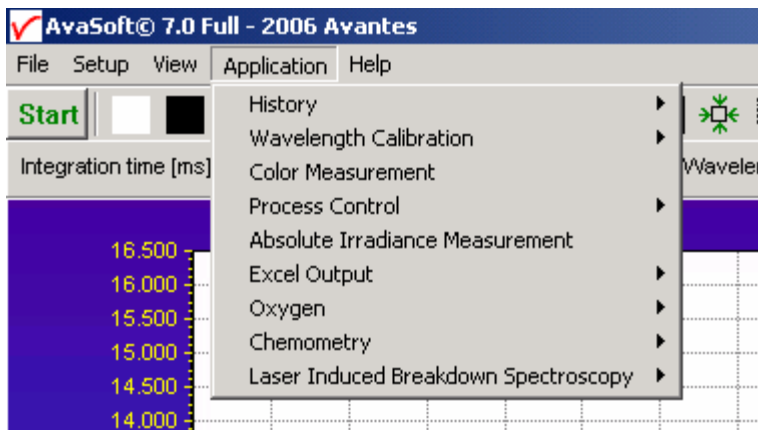 AvaSoft© 7.0 Full - 2006 Avantes
File Setup View Application Help
Start
Integration time [ms]
History
Wavelength Calibration
Color Measurement
Process Control
Absolute Irradiance Measurement
Excel Output
Oxygen
Chemometry
Laser Induced Breakdown Spectroscopy
16.500
16.000
15.500
15.000
14.500
14.000